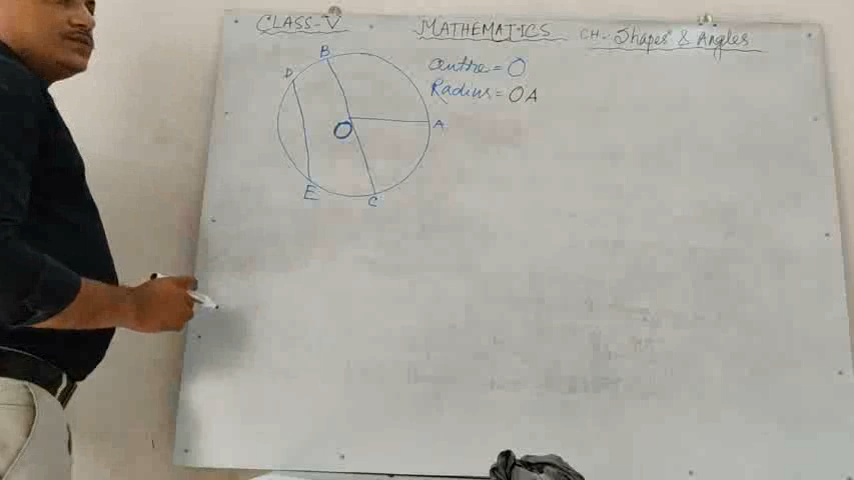 CLASS-V MATHEMATICS CH- Shapes & Angles
Centre = O
Radius = OA
B
D
O
A
E
C